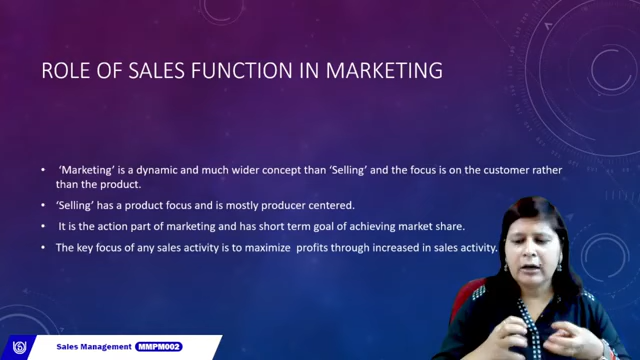 ROLE OF SALES FUNCTION IN MARKETING
• ‘Marketing’ is a dynamic and much wider concept than ‘Selling’ and the focus is on the customer rather
than the product.
• ‘Selling’ has a product focus and is mostly producer centered.
• It is the action part of marketing and has short term goal of achieving market share.
• The key focus of any sales activity is to maximize profits through increased in sales activity.
Sales Management MMPM002